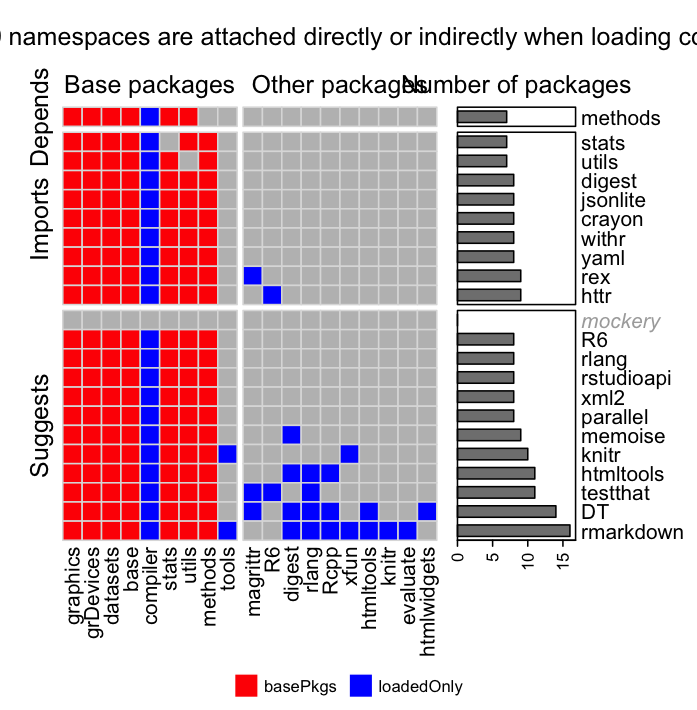 namespaces are attached directly or indirectly when loading
Base packages
Other packages
Number of packages
Depends
Imports
Suggests
methods
stats
utils
digest
jsonlite
crayon
withr
yaml
rex
httr
mockery
R6
rlang
rstudioapi
xml2
parallel
memoise
knitr
htmltools
testthat
DT
rmarkdown
0
5
10
15
graphics
grDevices
datasets
base
compiler
stats
utils
methods
tools
magrittr
R6
digest
rlang
Rcpp
xfun
htmltools
knitr
evaluate
htmlwidgets
basePkgs
loadedOnly